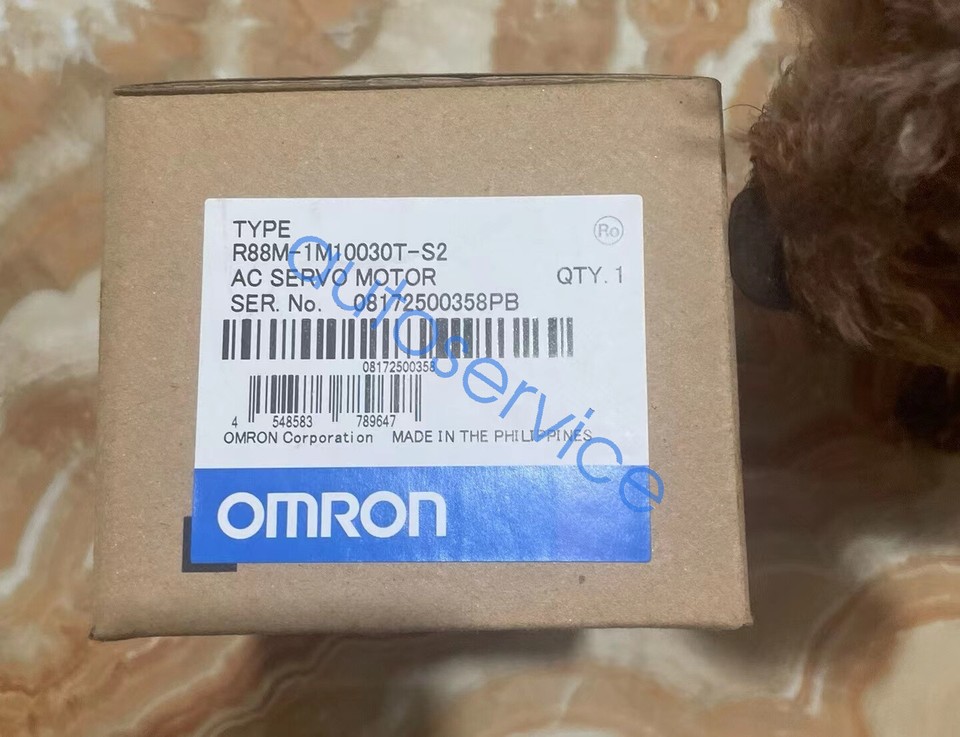 TYPE
Ro
R88M-1M10030T-S2
AC SERVO MOTOR QTY. 1
SER. No. 08172500358PB
08172500358
4 548583 789647
OMRON Corporation MADE IN THE PHILIPPINES
OMRON
autoservice